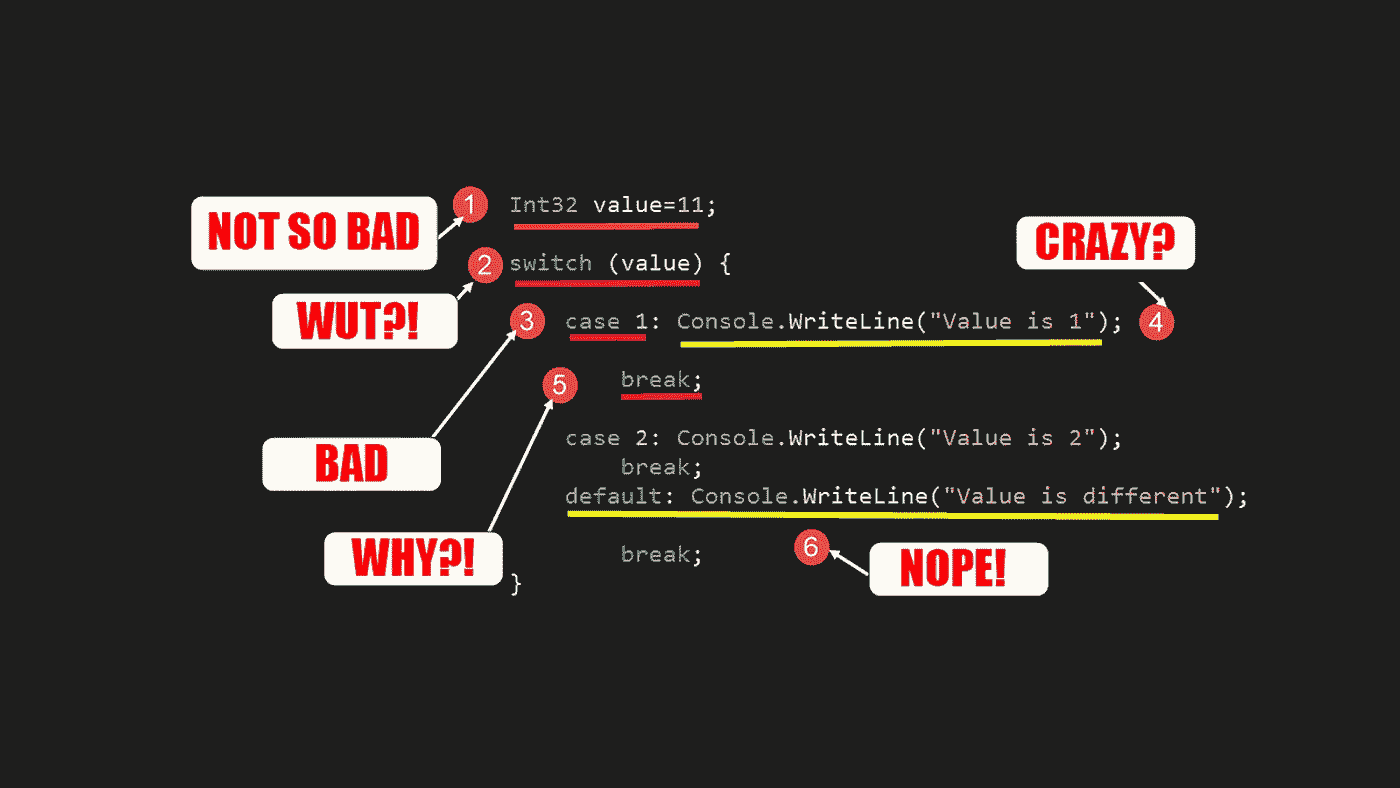 NOT SO BAD
1
Int32 value=11;
2
switch (value) {
CRAZY?
WUT?!
3
case 1: Console.WriteLine("Value is 1");
4
5
break;
BAD
case 2: Console.WriteLine("Value is 2");
break;
default: Console.WriteLine("Value is different");
WHY?!
break;
6
NOPE!
}